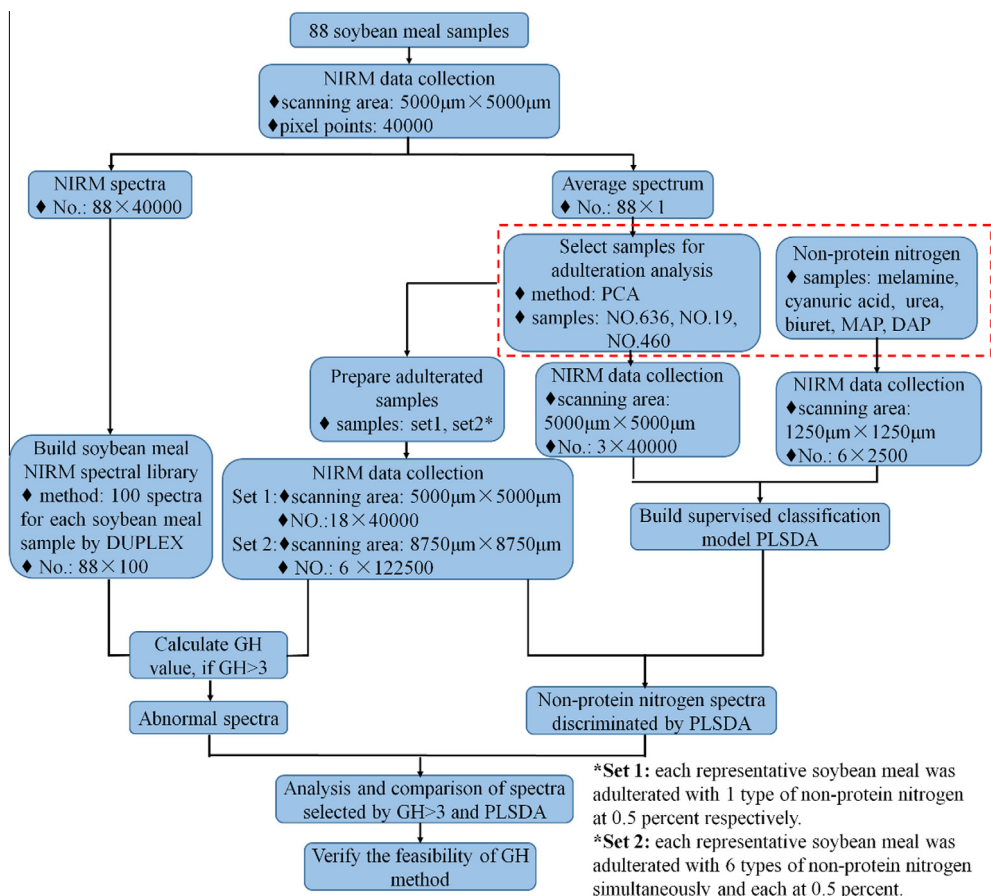 88 soybean meal samples
NIRM data collection
♦scanning area: 5000μm×5000μm
♦pixel points: 40000
NIRM spectra
♦ No.: 88×40000
Average spectrum
♦ No.: 88×1
Select samples for
adulteration analysis
♦ method: PCA
♦ samples: NO.636, NO.19,
NO.460
Non-protein nitrogen
♦ samples: melamine,
cyanuric acid, urea,
biuret, MAP, DAP
Prepare adulterated
samples
♦ samples: set1, set2*
NIRM data collection
♦scanning area:
5000μm×5000μm
♦No.: 3×40000
NIRM data collection
♦scanning area:
1250μm×1250μm
♦No.: 6×2500
Build soybean meal
NIRM spectral library
♦ method: 100 spectra
for each soybean meal
sample by DUPLEX
♦ No.: 88×100
NIRM data collection
Set 1:♦scanning area: 5000μm×5000μm
♦NO.:18×40000
Set 2:♦scanning area: 8750μm×8750μm
♦NO.: 6 ×122500
Build supervised classification
model PLSDA
Calculate GH
value, if GH>3
Abnormal spectra
Non-protein nitrogen spectra
discriminated by PLSDA
Analysis and comparison of spectra
selected by GH>3 and PLSDA
Verify the feasibility of GH
method
*Set 1: each representative soybean meal was
adulterated with 1 type of non-protein nitrogen
at 0.5 percent respectively.
*Set 2: each representative soybean meal was
adulterated with 6 types of non-protein nitrogen
simultaneously and each at 0.5 percent.